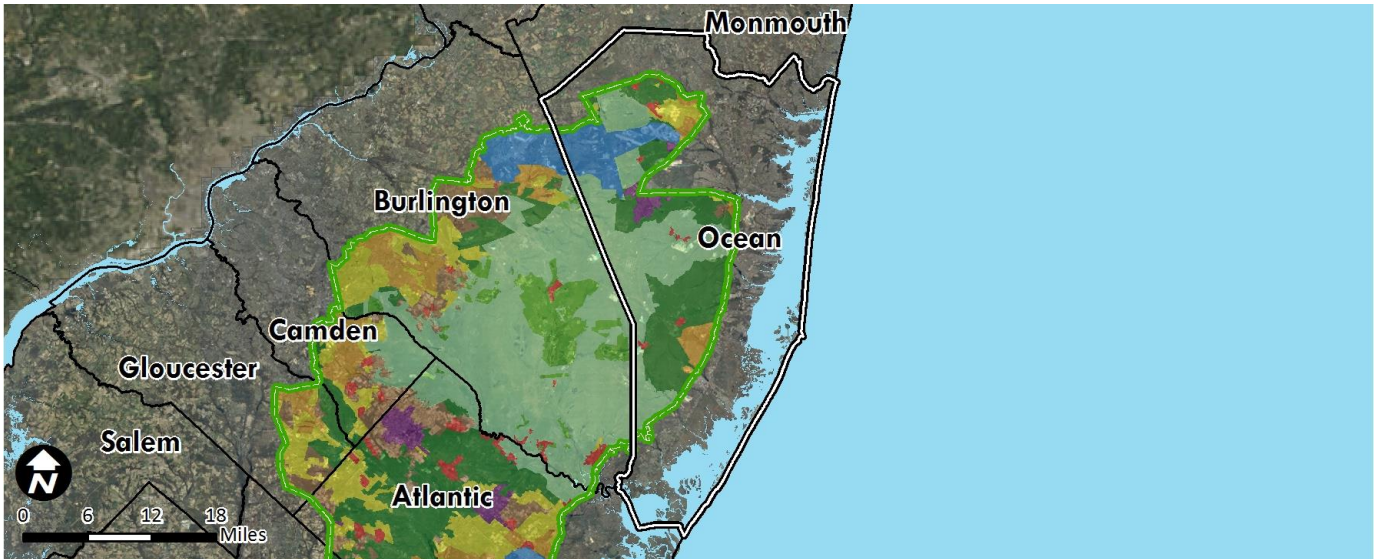 Monmouth
Burlington
Ocean
Camden
Gloucester
Salem
Atlantic
N
0 6 12 18
Miles